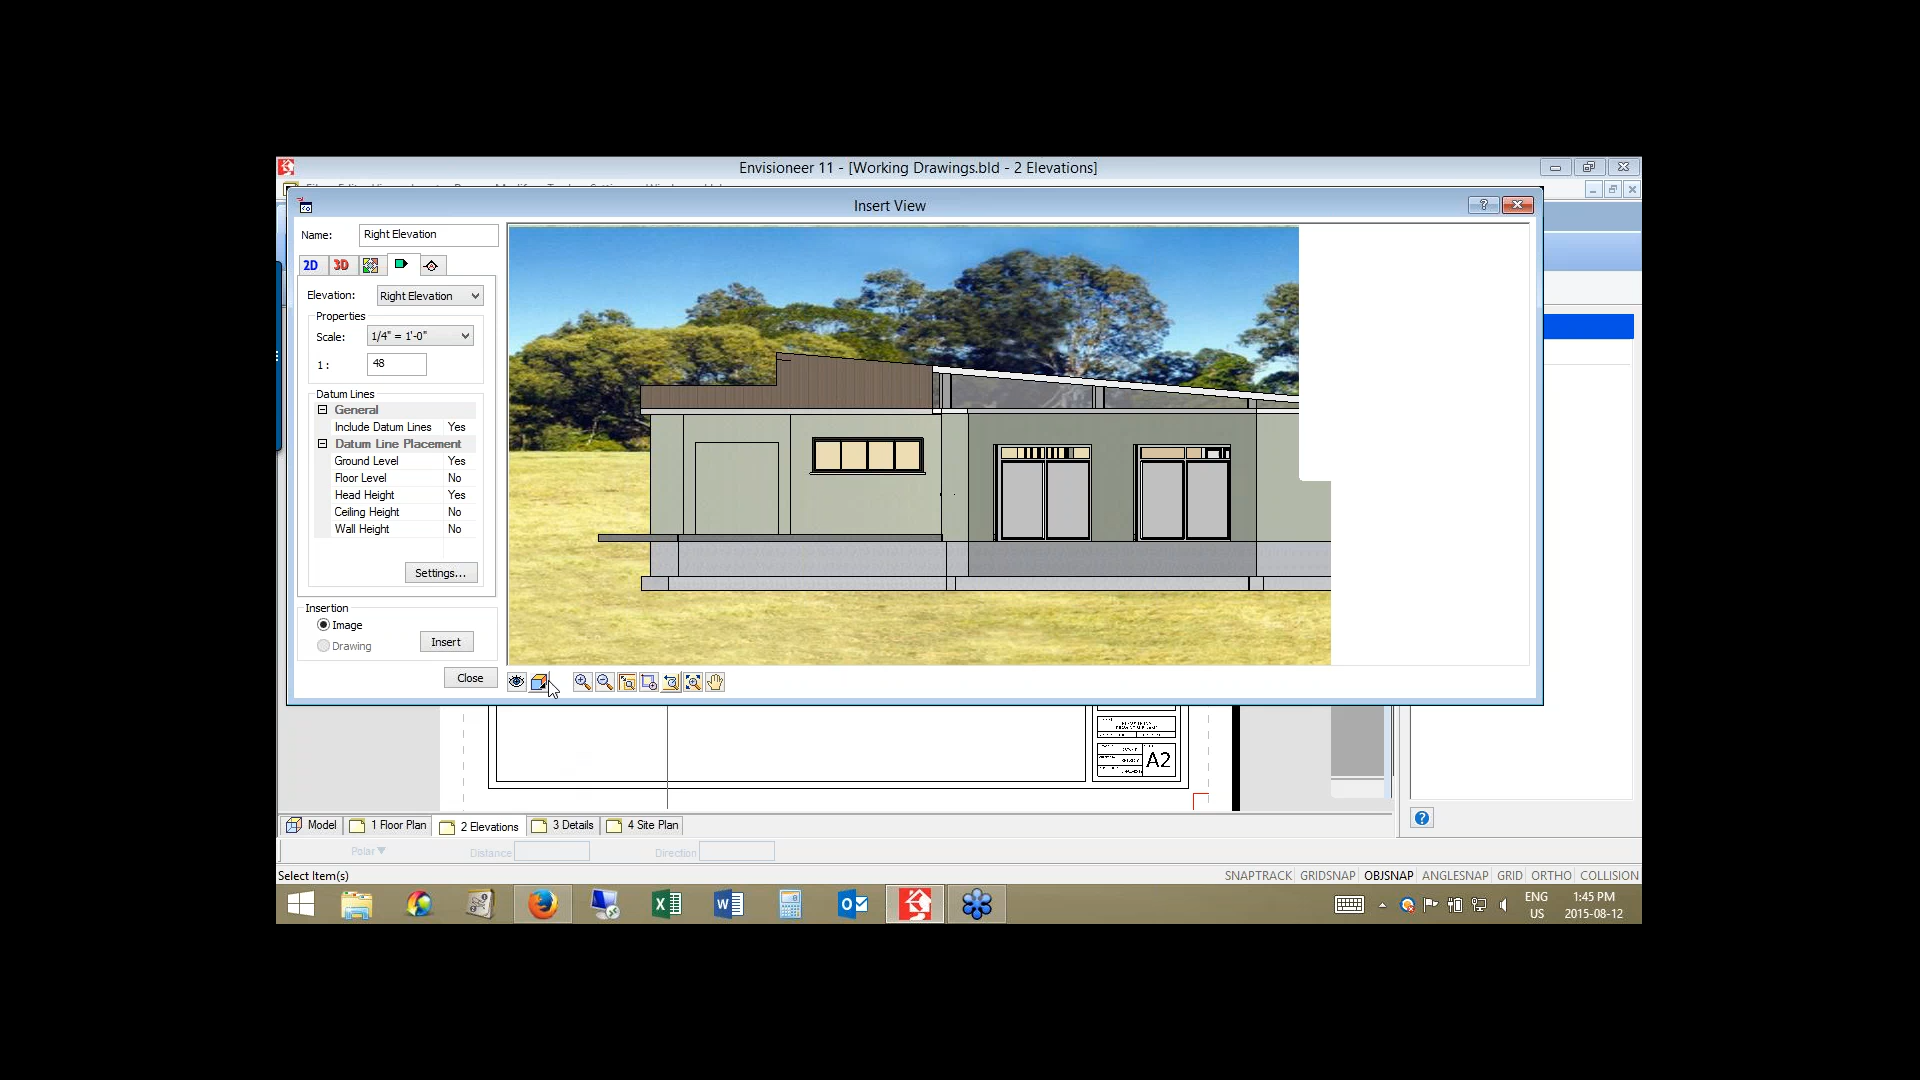 Envisioneer 11 - [Working Drawings.bld - 2 Elevations]
Insert View
?
Name:
Right Elevation
2D
3D
Elevation:
Right Elevation
Properties
Scale:
1/4" = 1'-0"
1 :
48
Datum Lines
General
Include Datum Lines Yes
Datum Line Placement
Ground Level Yes
Floor Level No
Head Height Yes
Ceiling Height No
Wall Height No
Settings...
Insertion
Image
Drawing
Insert
Close
A2
Model
1 Floor Plan
2 Elevations
3 Details
4 Site Plan
Polar
Distance
Direction
Select Item(s)
SNAPTRACK GRIDSNAP OBJSNAP ANGLESNAP GRID ORTHO COLLISION
ENG
US
1:45 PM
2015-08-12